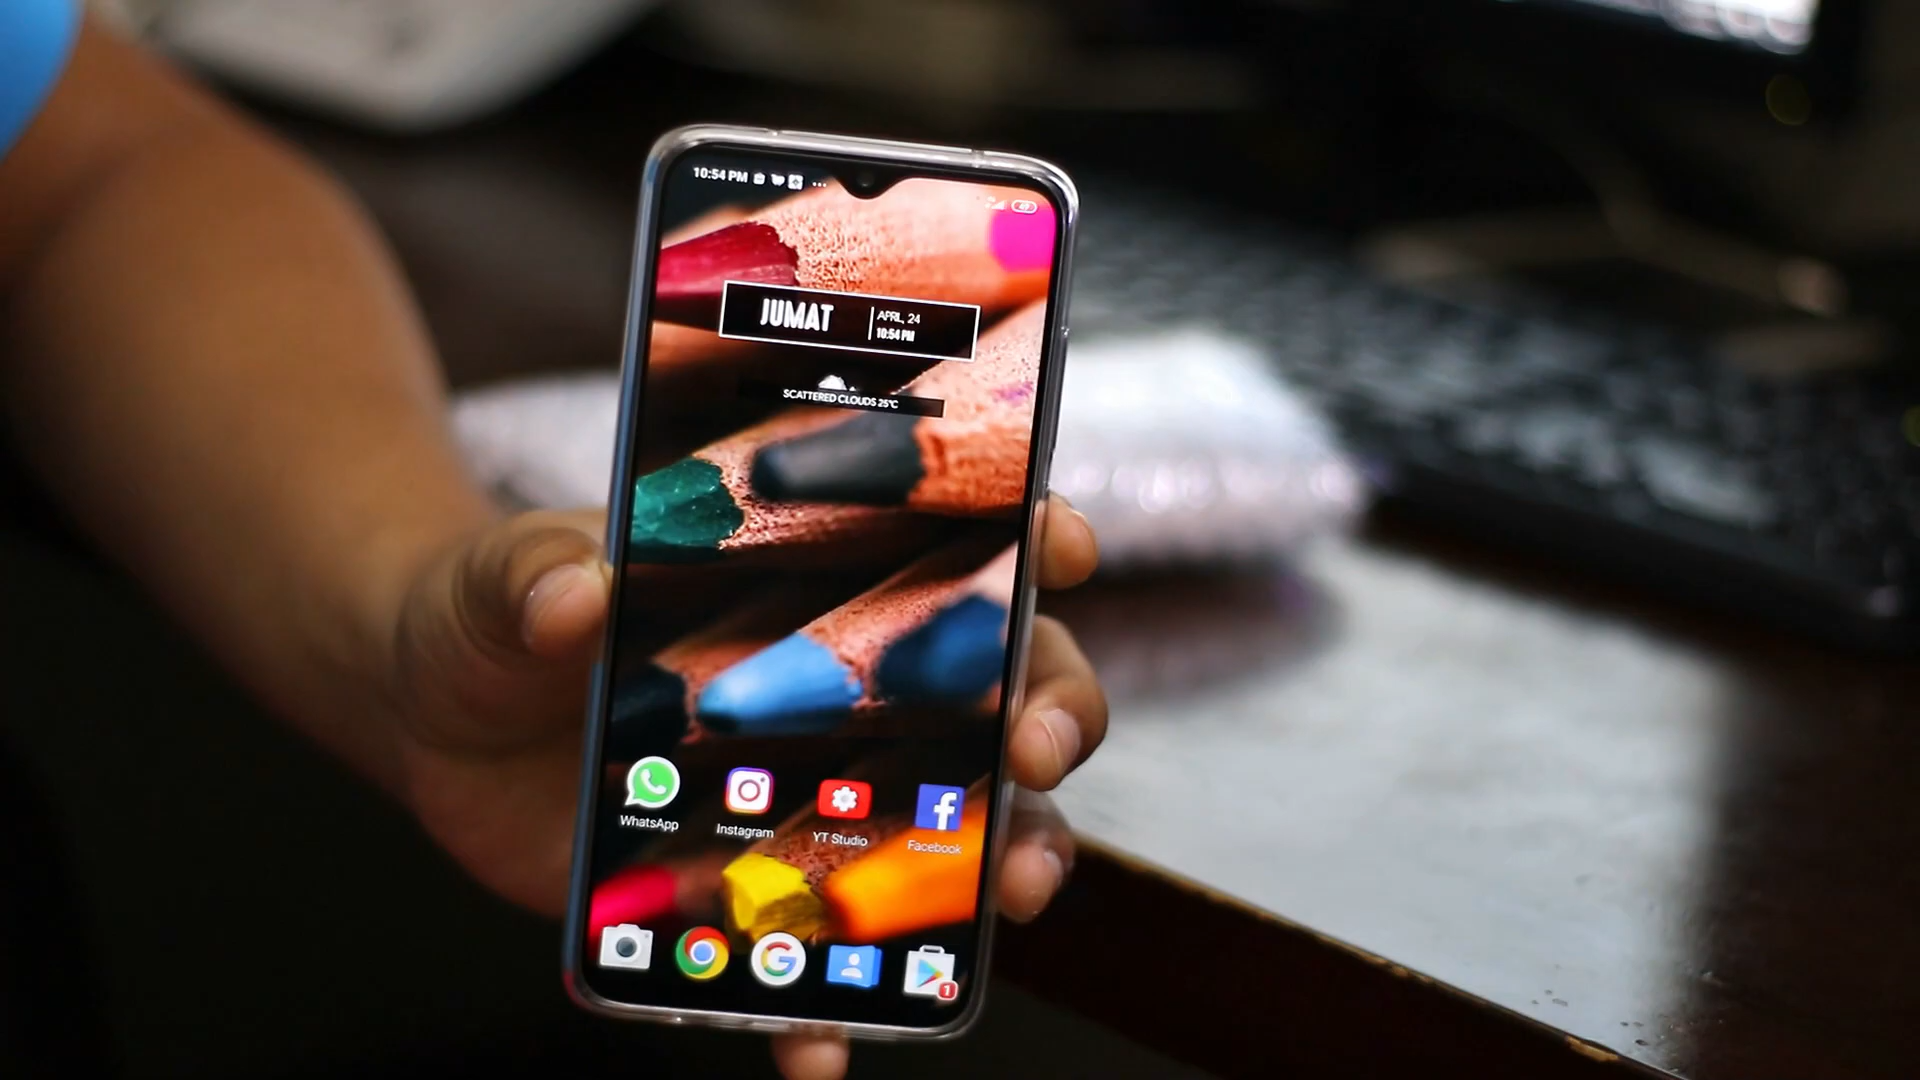 10:54 PM
JUMAT
APRIL, 24
10:54 PM
SCATTERED CLOUDS 25°C
WhatsApp
Instagram
YT Studio
Facebook
1